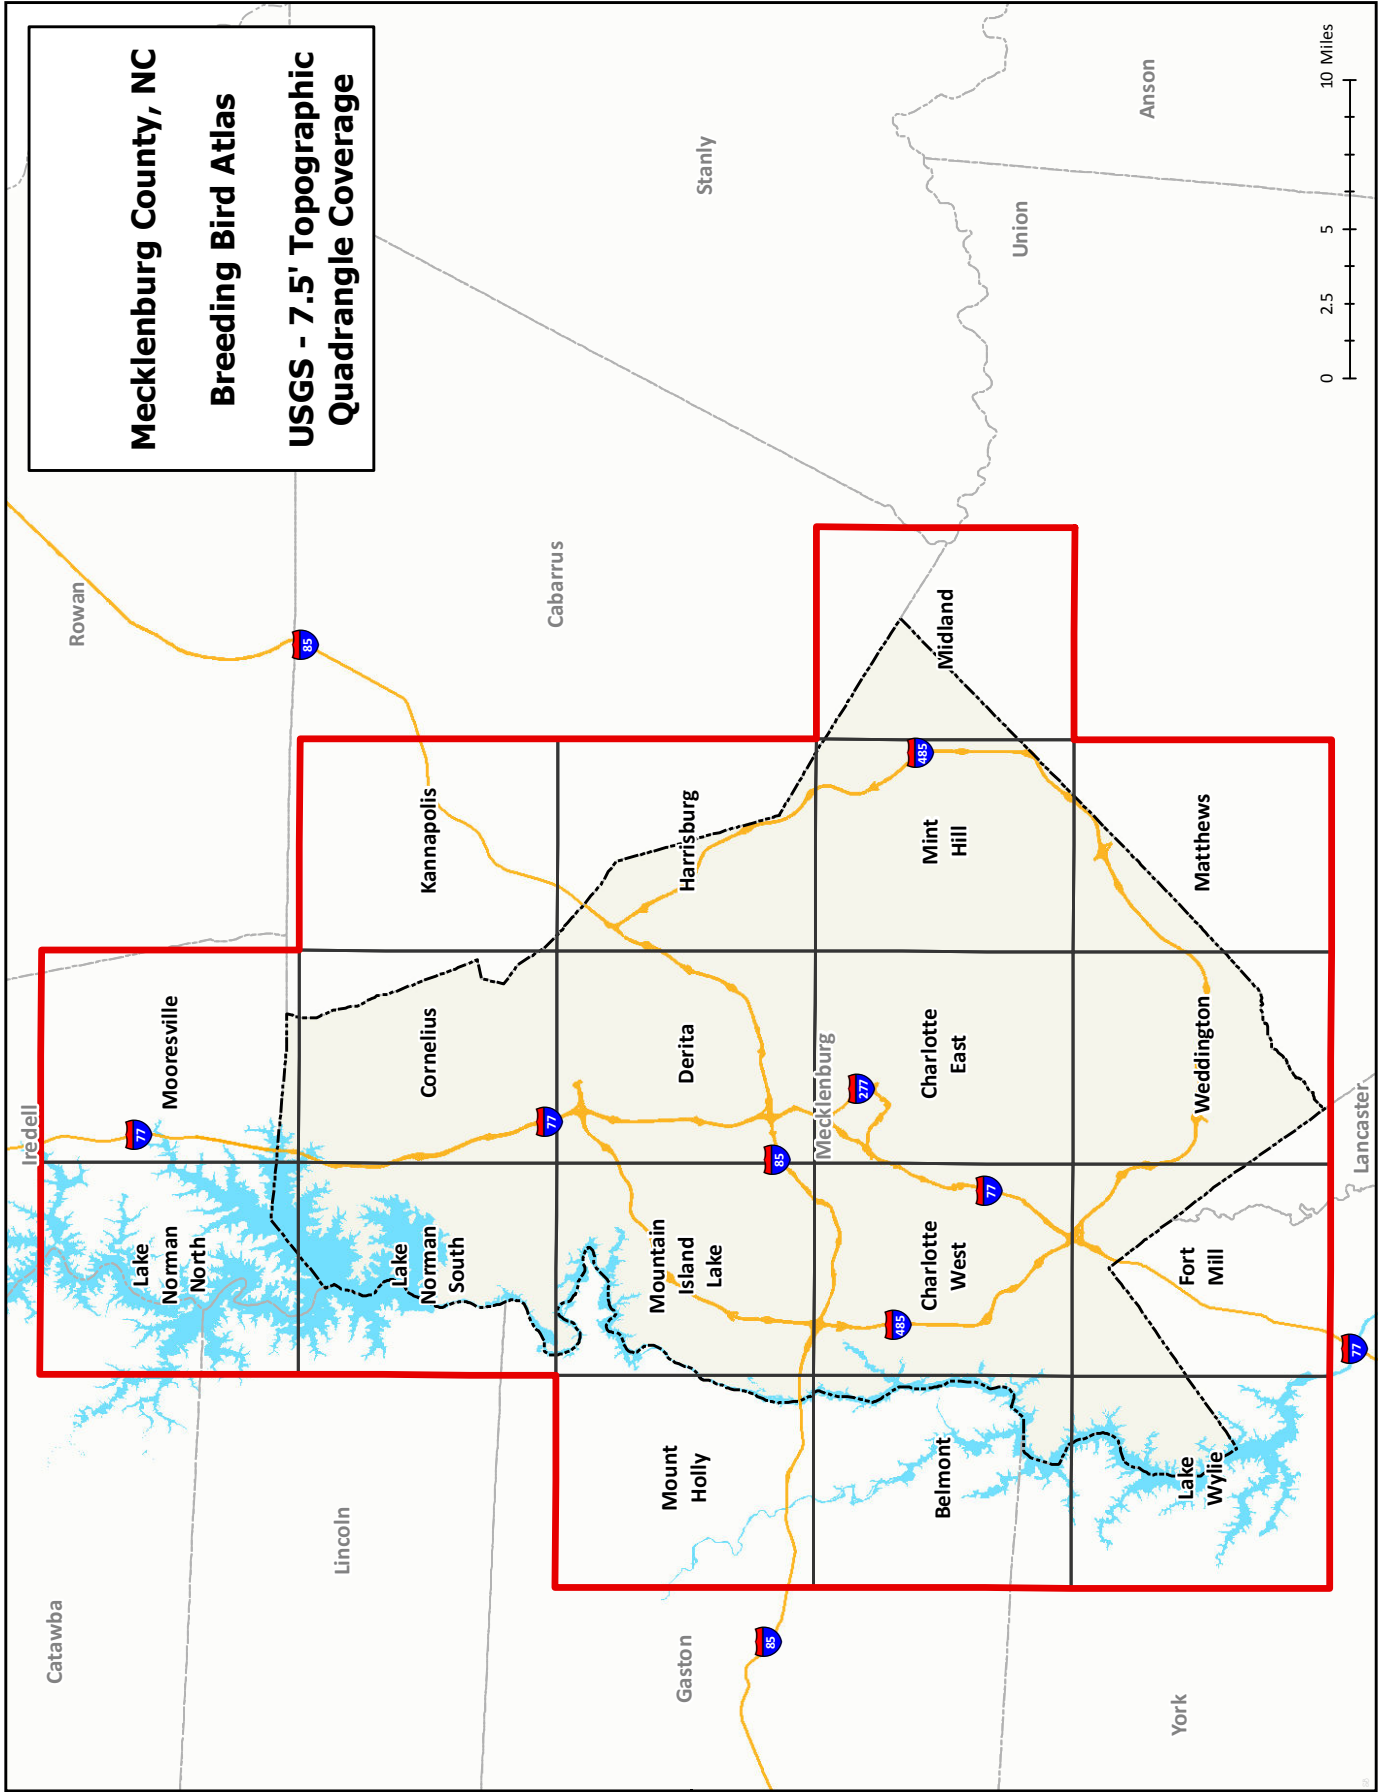 Mecklenburg County, NC
Breeding Bird Atlas
USGS - 7.5' Topographic
Quadrangle Coverage
Catawba
Iredell
Rowan
77
Lake
Norman
North
Mooresville
85
Lincoln
Lake
Norman
South
Cornelius
Kannapolis
Cabarrus
77
Gaston
Mount
Holly
Mountain
Island
Lake
Derita
Harrisburg
Stanly
85
85
Mecklenburg
277
485
485
Belmont
Charlotte
West
Charlotte
East
Mint
Hill
Midland
77
Union
Anson
York
Lake
Wylie
Fort
Mill
Weddington
Matthews
77
Lancaster
0 2.5 5 10 Miles